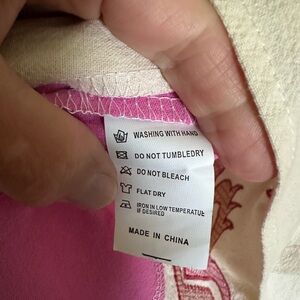 WASHING WITH HAND
DO NOT TUMBLEDRY
DO NOT BLEACH
FLAT DRY
IRON IN LOW TEMPERATUE
IF DESIRED
MADE IN CHINA